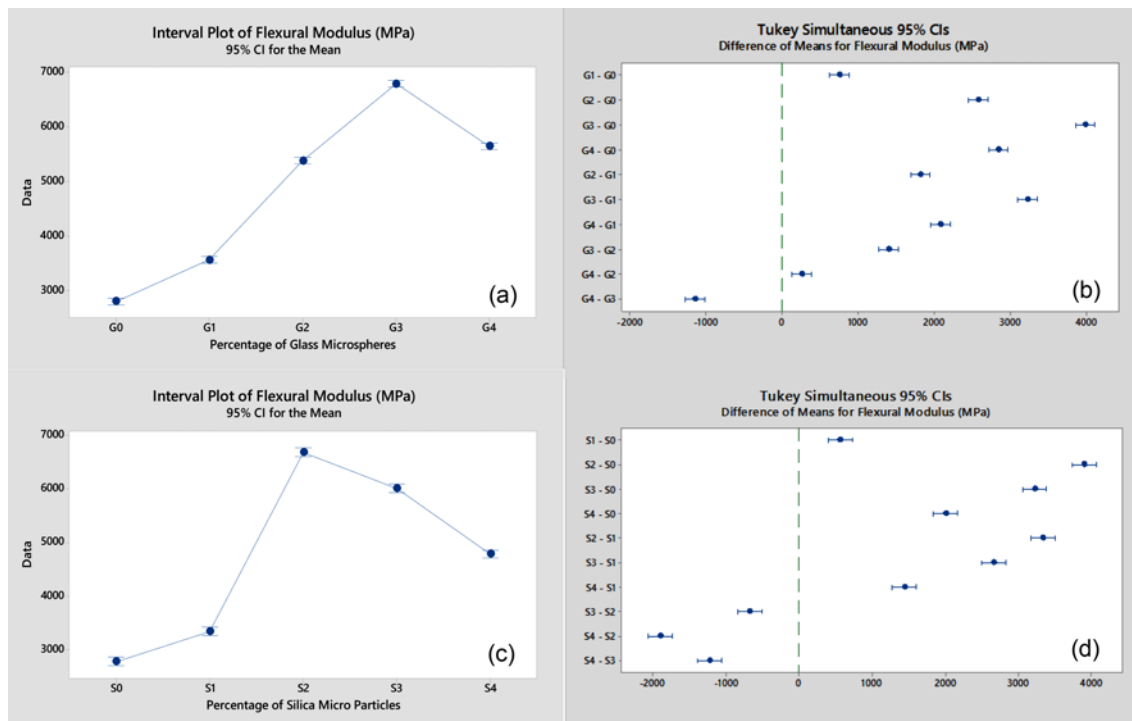 Interval Plot of Flexural Modulus (MPa)
95% CI for the Mean
7000
6000
5000
4000
3000
Data
G0 G1 G2 G3 G4
Percentage of Glass Microspheres
(a)
Tukey Simultaneous 95% CIs
Difference of Means for Flexural Modulus (MPa)
G1 - G0
G2 - G0
G3 - G0
G4 - G0
G2 - G1
G3 - G1
G4 - G1
G3 - G2
G4 - G2
G4 - G3
-2000 -1000 0 1000 2000 3000 4000
(b)
Interval Plot of Flexural Modulus (MPa)
95% CI for the Mean
7000
6000
5000
4000
3000
Data
S0 S1 S2 S3 S4
Percentage of Silica Micro Particles
(c)
Tukey Simultaneous 95% CIs
Difference of Means for Flexural Modulus (MPa)
S1 - S0
S2 - S0
S3 - S0
S4 - S0
S2 - S1
S3 - S1
S4 - S1
S3 - S2
S4 - S2
S4 - S3
-2000 -1000 0 1000 2000 3000 4000
(d)